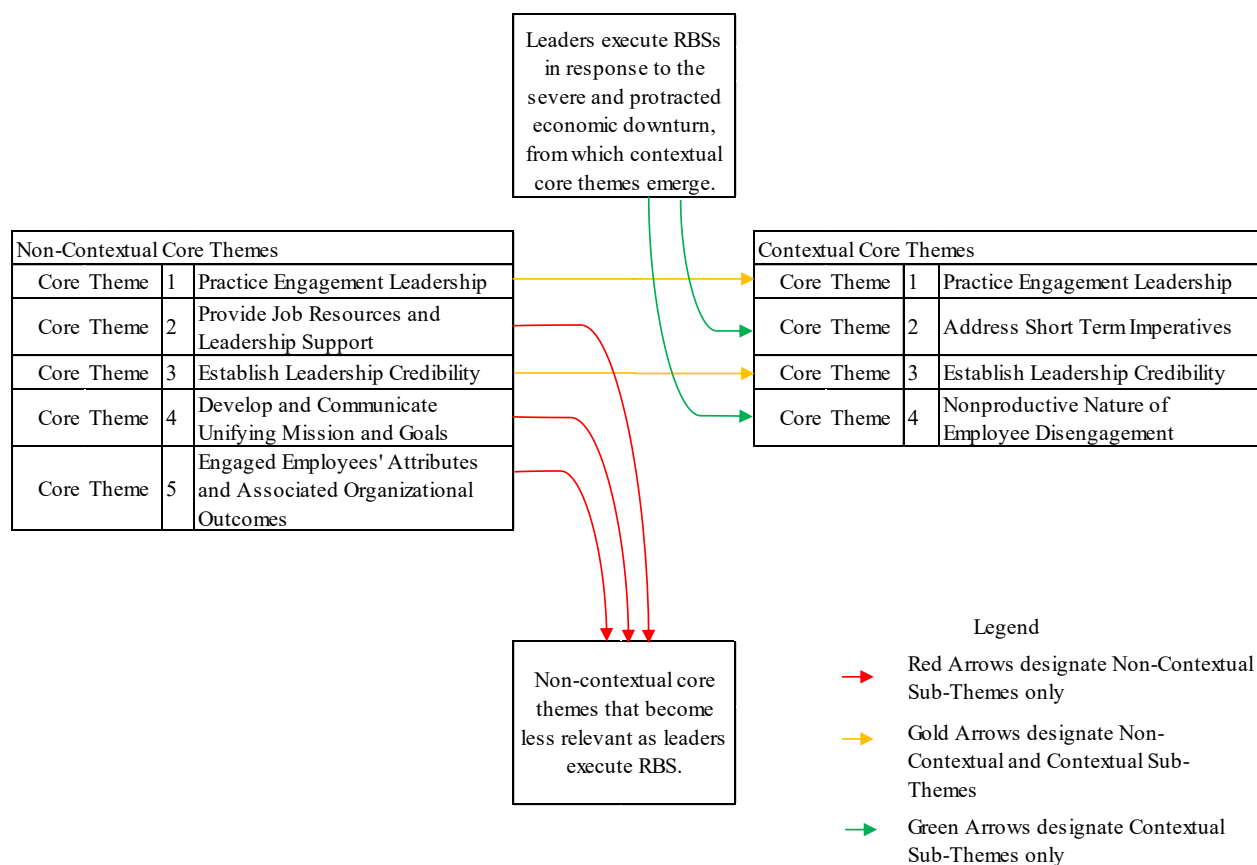 Leaders execute RBSs
in response to the
severe and protracted
economic downturn,
from which contextual
core themes emerge.
Non-Contextual Core Themes
Core Theme 1 Practice Engagement Leadership
Core Theme 2 Provide Job Resources and
Leadership Support
Core Theme 3 Establish Leadership Credibility
Core Theme 4 Develop and Communicate
Unifying Mission and Goals
Core Theme 5 Engaged Employees' Attributes
and Associated Organizational
Outcomes
Contextual Core Themes
Core Theme 1 Practice Engagement Leadership
Core Theme 2 Address Short Term Imperatives
Core Theme 3 Establish Leadership Credibility
Core Theme 4 Nonproductive Nature of
Employee Disengagement
Non-contextual core
themes that become
less relevant as leaders
execute RBS.
Legend
Red Arrows designate Non-Contextual
Sub-Themes only
Gold Arrows designate Non-
Contextual and Contextual Sub-
Themes
Green Arrows designate Contextual
Sub-Themes only